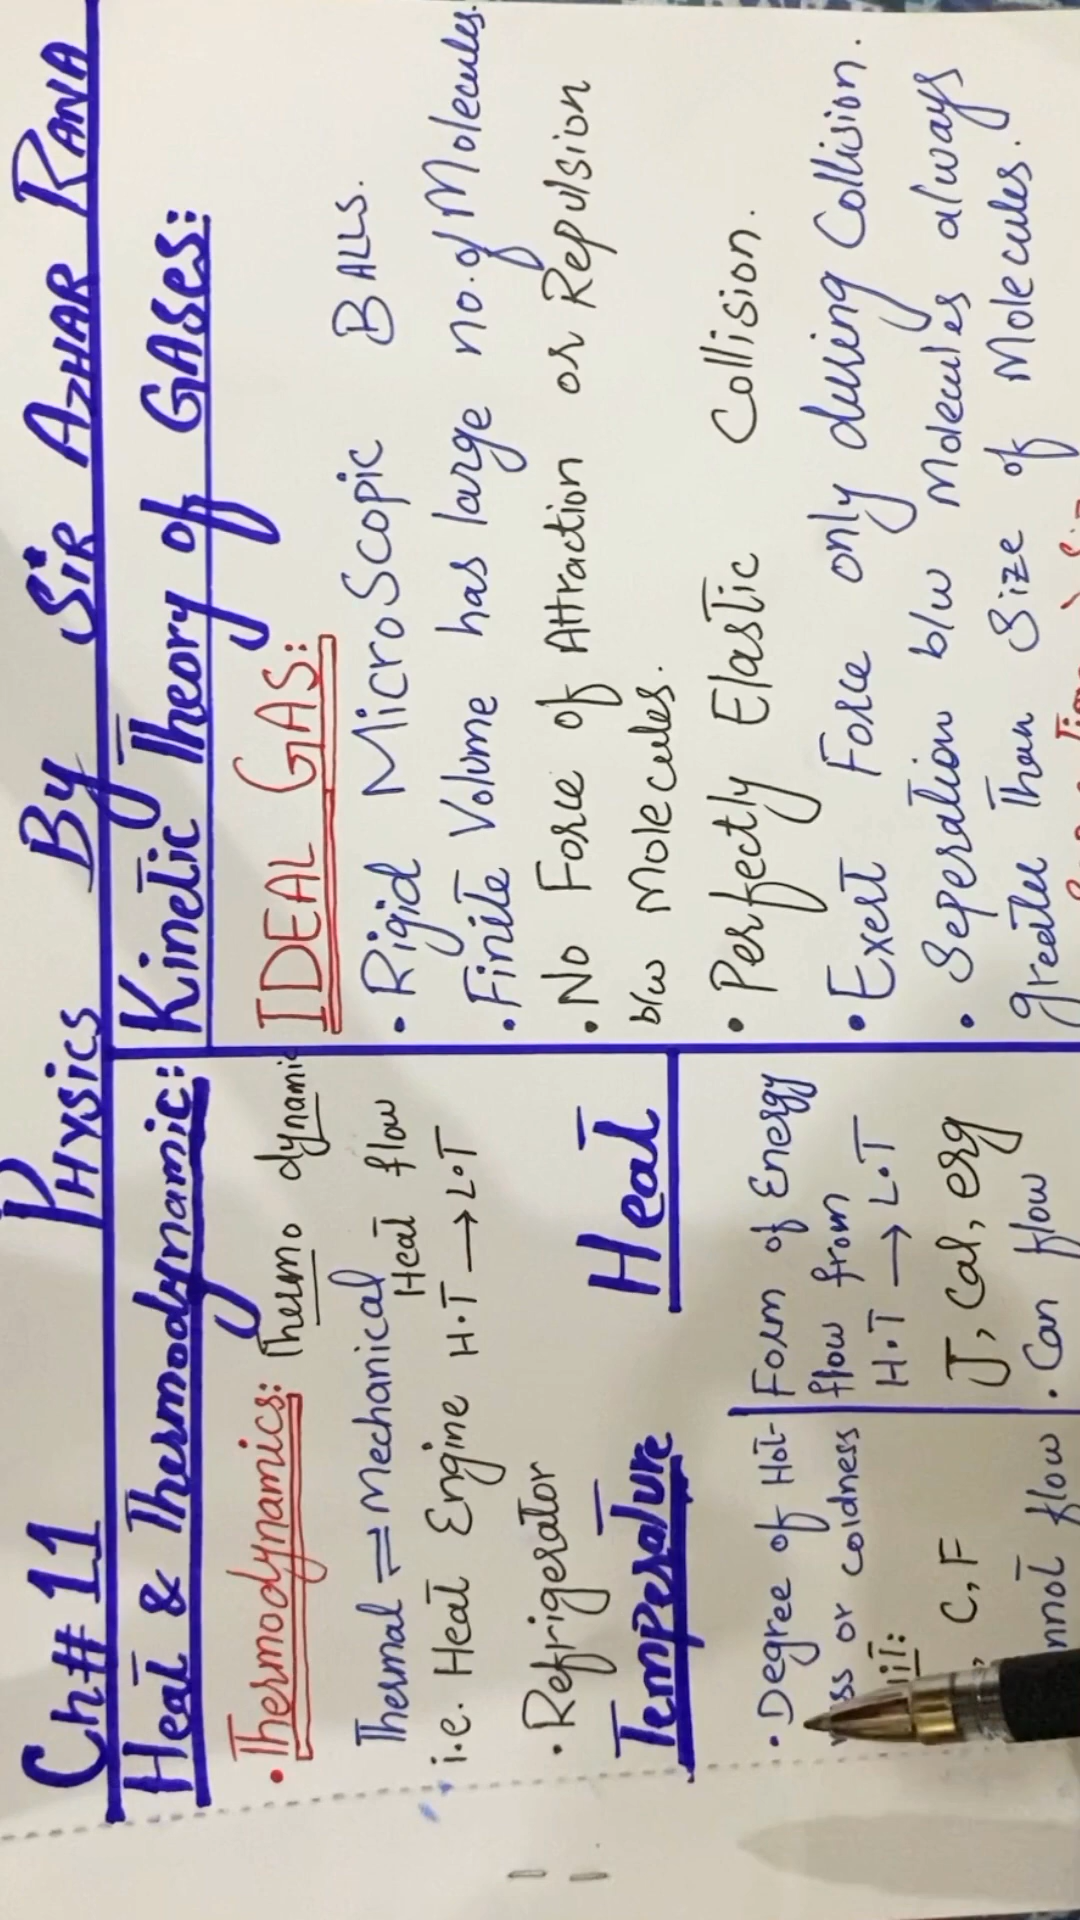 Ch# 11 Physics By Sir Azhar Rana
Heat & Thermodynamic:
• Thermodynamics: Thermo dynamic
Thermal ⇌ Mechanical
i.e. Heat Engine Heat flow
H.T → L.T
• Refrigerator
Temperature Heat
• Degree of Hot-
ness or coldness
C, F
flow
Form of Energy
flow from
H.T → L.T
J, Cal, erg
• Can flow
Kinetic Theory of GASes:
IDEAL GAS:
• Rigid MicroScopic BALLS.
• Finite Volume has large no. of Molecules.
• No Force of Attraction or Repulsion
b/w Molecules.
• Perfectly Elastic Collision.
• Exert Force only during Collision.
• Seperation b/w Molecules always
greater Than Size of Molecules.